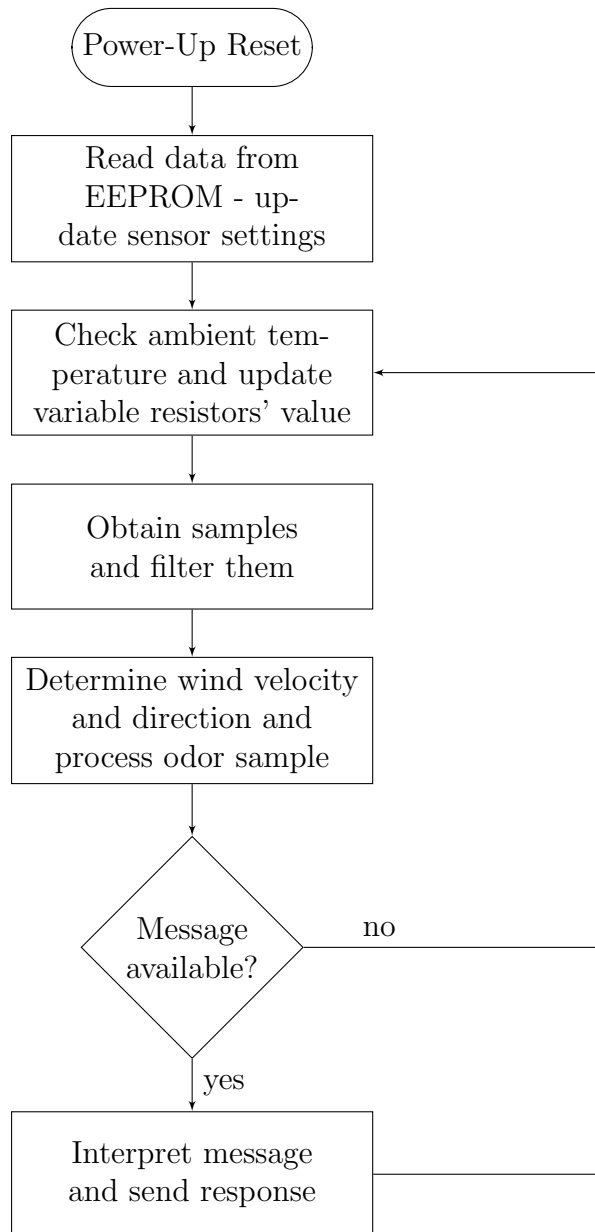 Power-Up Reset
Read data from
EEPROM - up-
date sensor settings
Check ambient tem-
perature and update
variable resistors' value
Obtain samples
and filter them
Determine wind velocity
and direction and
process odor sample
Message
available?
no
yes
Interpret message
and send response